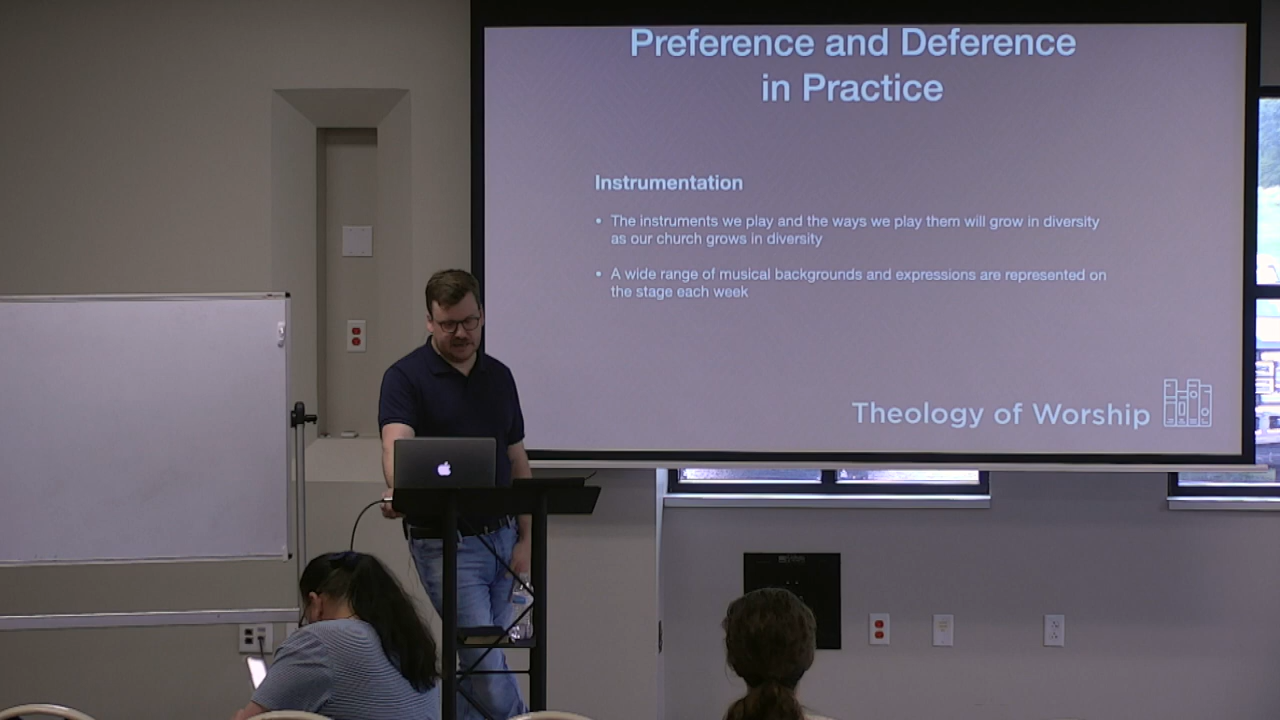 Preference and Deference
in Practice
Instrumentation
• The instruments we play and the ways we play them will grow in diversity
as our church grows in diversity
• A wide range of musical backgrounds and expressions are represented on
the stage each week
Theology of Worship